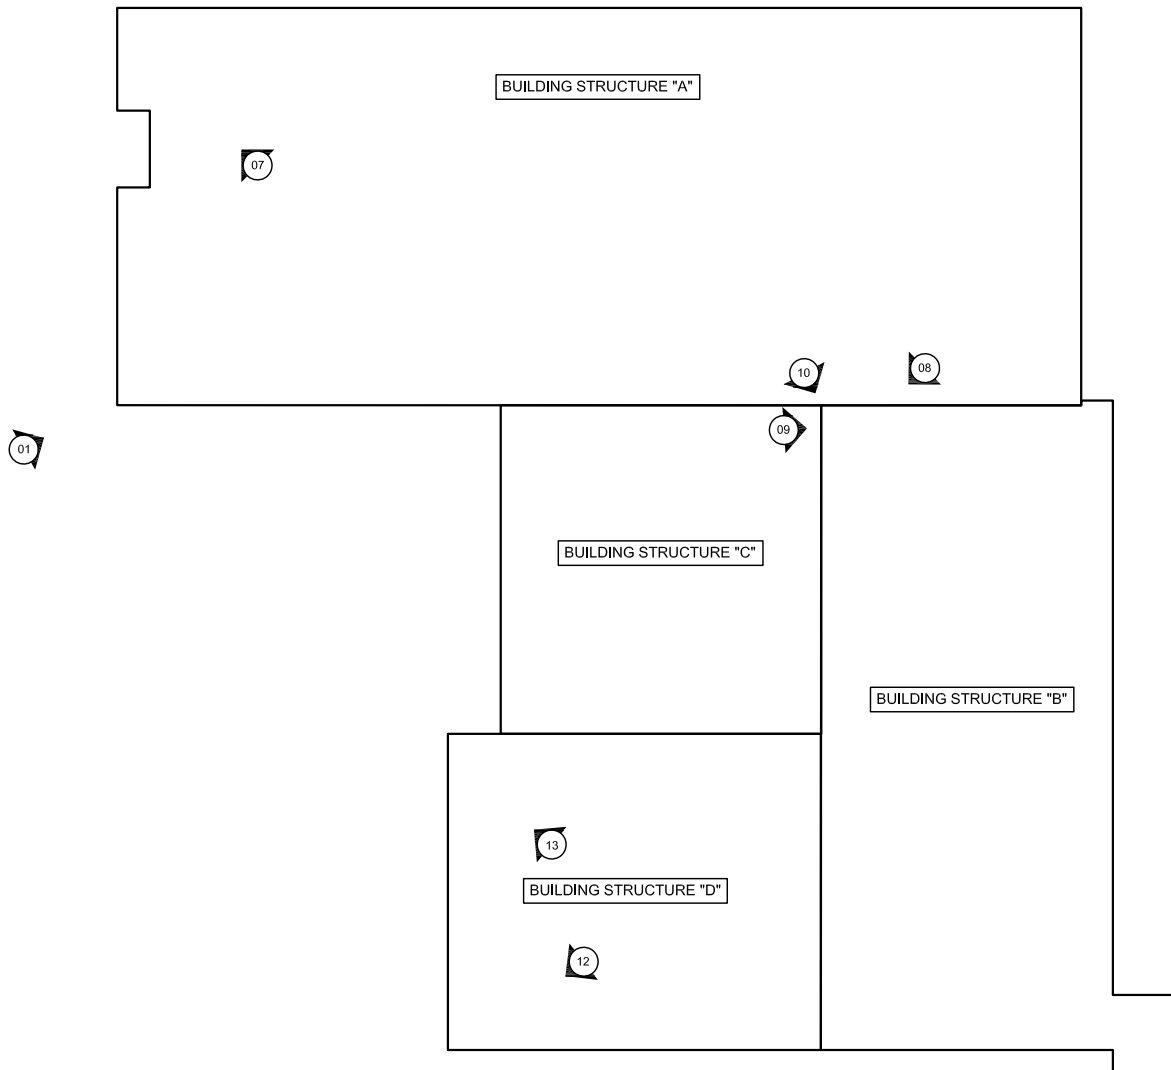 BUILDING STRUCTURE "A"
07
10
08
09
01
BUILDING STRUCTURE "C"
BUILDING STRUCTURE "B"
13
BUILDING STRUCTURE "D"
12